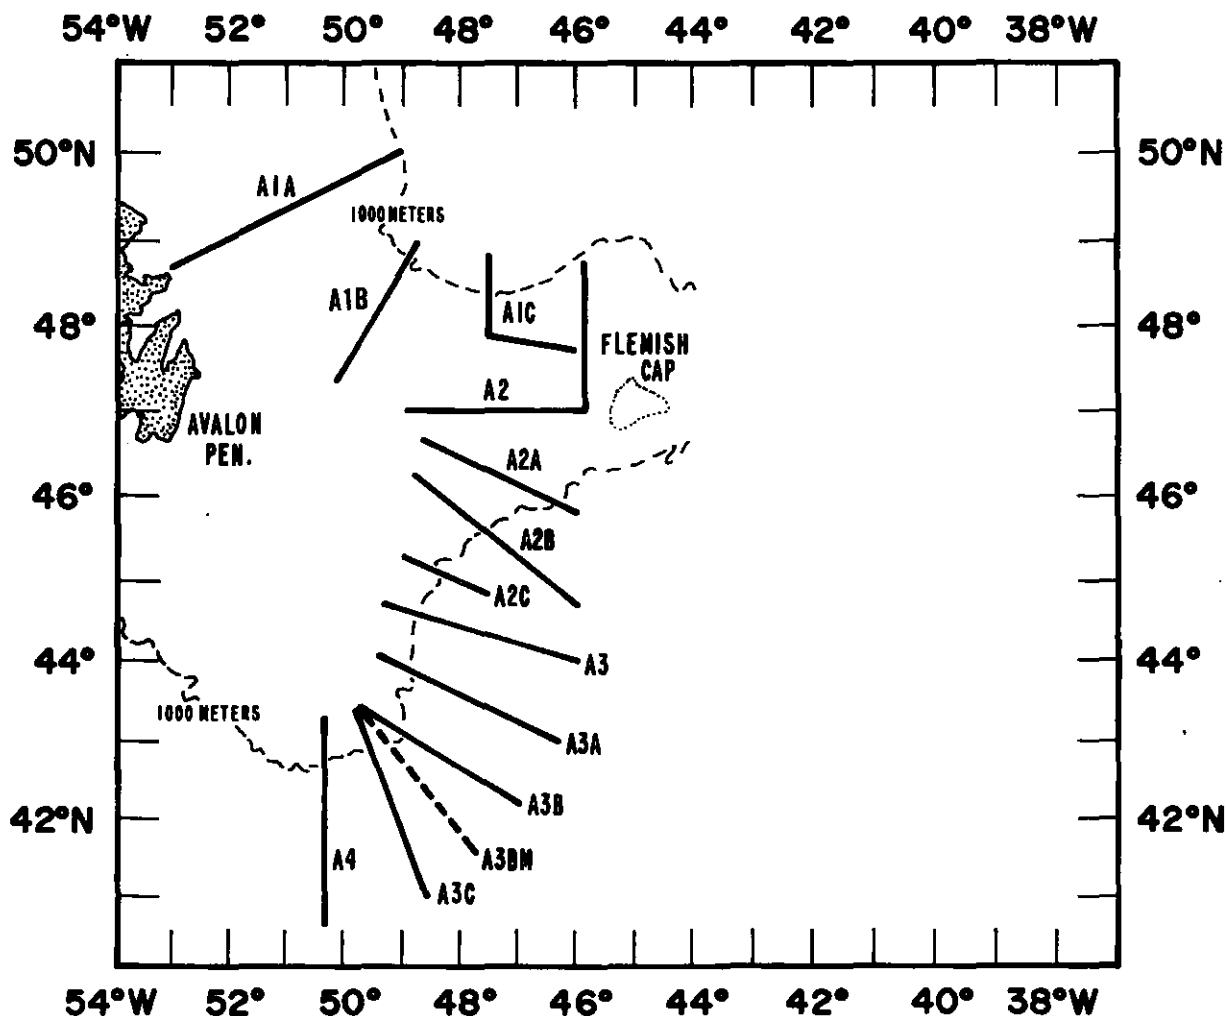 54°W 52° 50° 48° 46° 44° 42° 40° 38°W
50°N 50°N
A1A
1000 METERS
A1B
A1C
48° 48°
FLEMISH
CAP
A2
AVALON
PEN.
A2A
46° 46°
A2B
A2C
44° 44°
A3
1000 METERS
A3A
A3B
42°N 42°N
A4
A3BM
A3C
54°W 52° 50° 48° 46° 44° 42° 40° 38°W